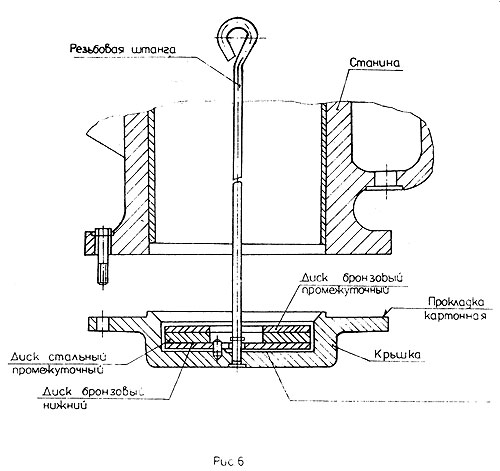 Резьбовая штанга
Станина
Диск бронзовый
промежуточный
Прокладка
картонная
Диск стальный
промежуточный
Крышка
Диск бронзовый
нижний
Рис 6